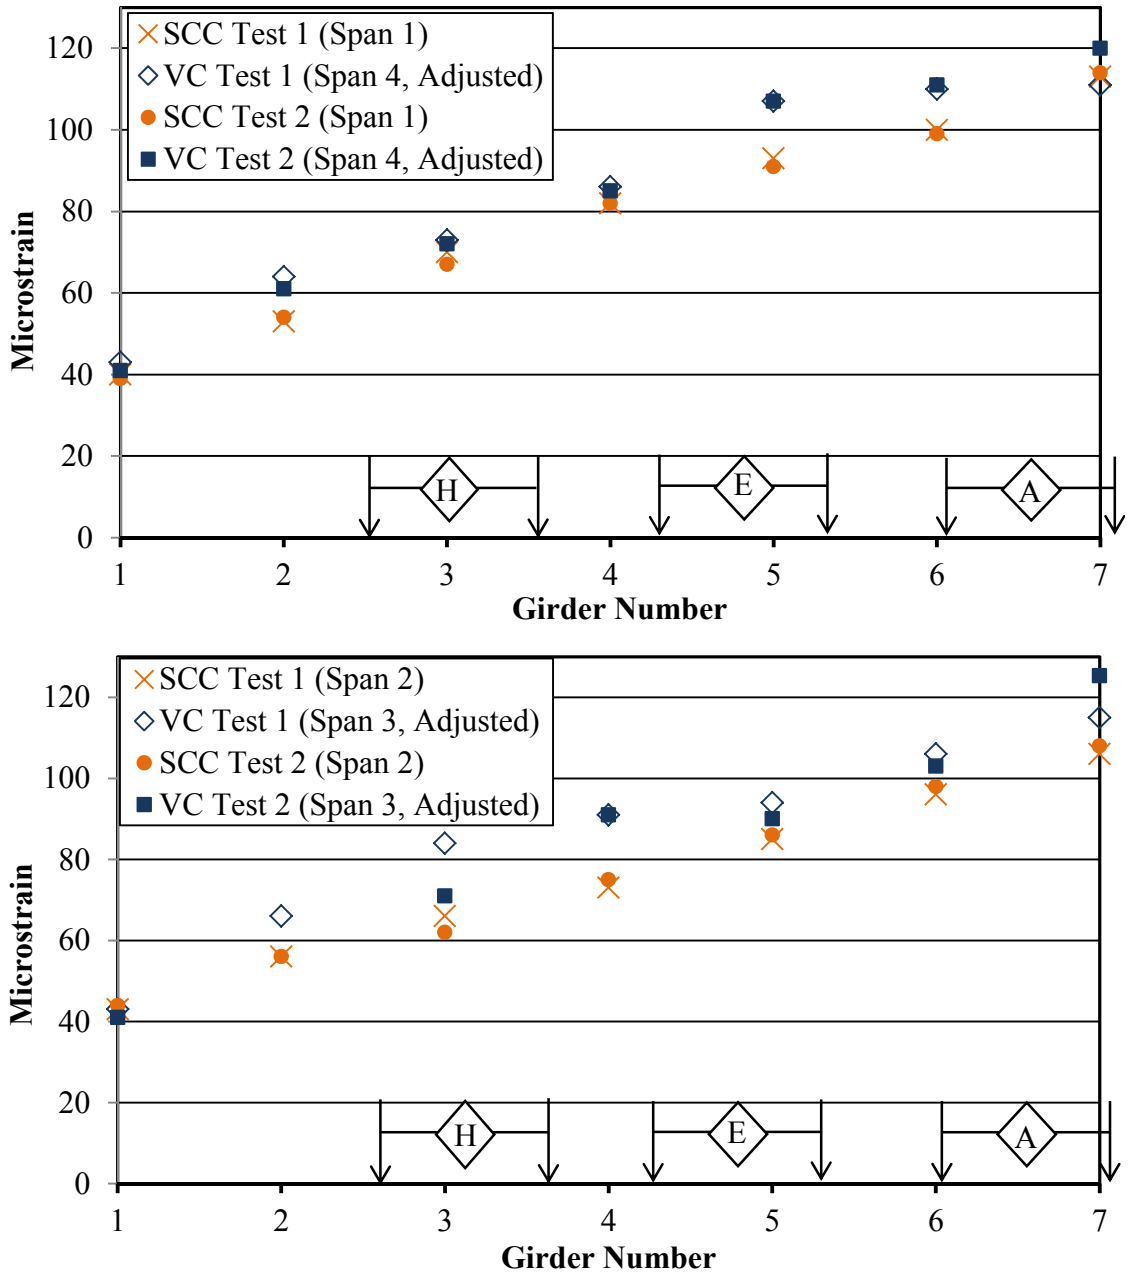 SCC Test 1 (Span 1)
VC Test 1 (Span 4, Adjusted)
SCC Test 2 (Span 1)
VC Test 2 (Span 4, Adjusted)
Microstrain
120
100
80
60
40
20
0
H
E
A
1 2 3 4 5 6 7
Girder Number
SCC Test 1 (Span 2)
VC Test 1 (Span 3, Adjusted)
SCC Test 2 (Span 2)
VC Test 2 (Span 3, Adjusted)
Microstrain
120
100
80
60
40
20
0
H
E
A
1 2 3 4 5 6 7
Girder Number